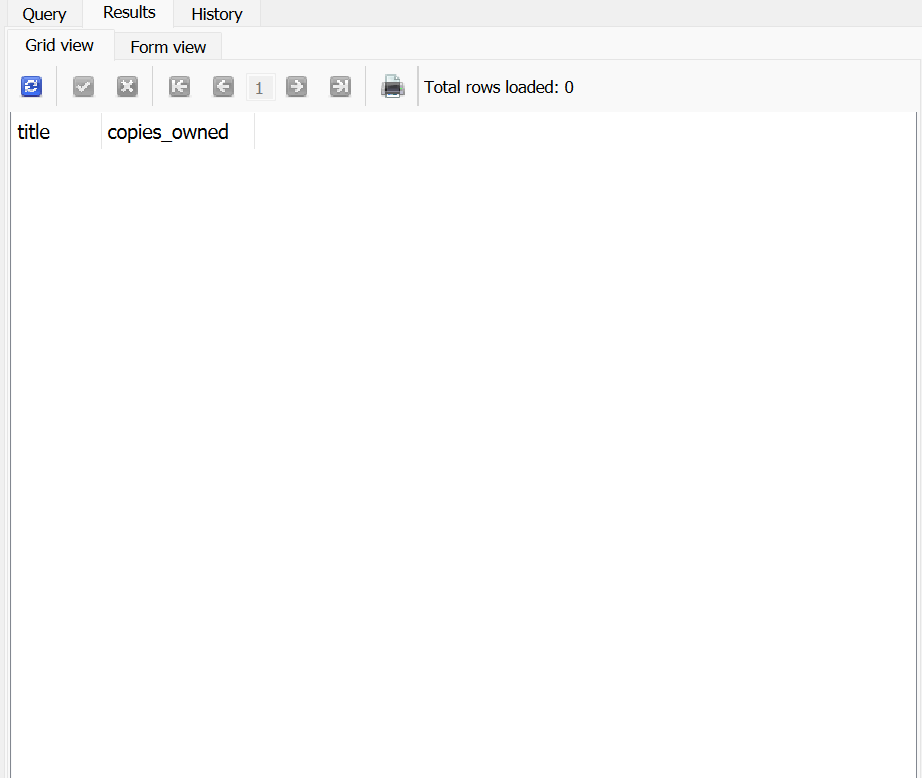 Query Results History
Grid view Form view
1 Total rows loaded: 0
title copies_owned